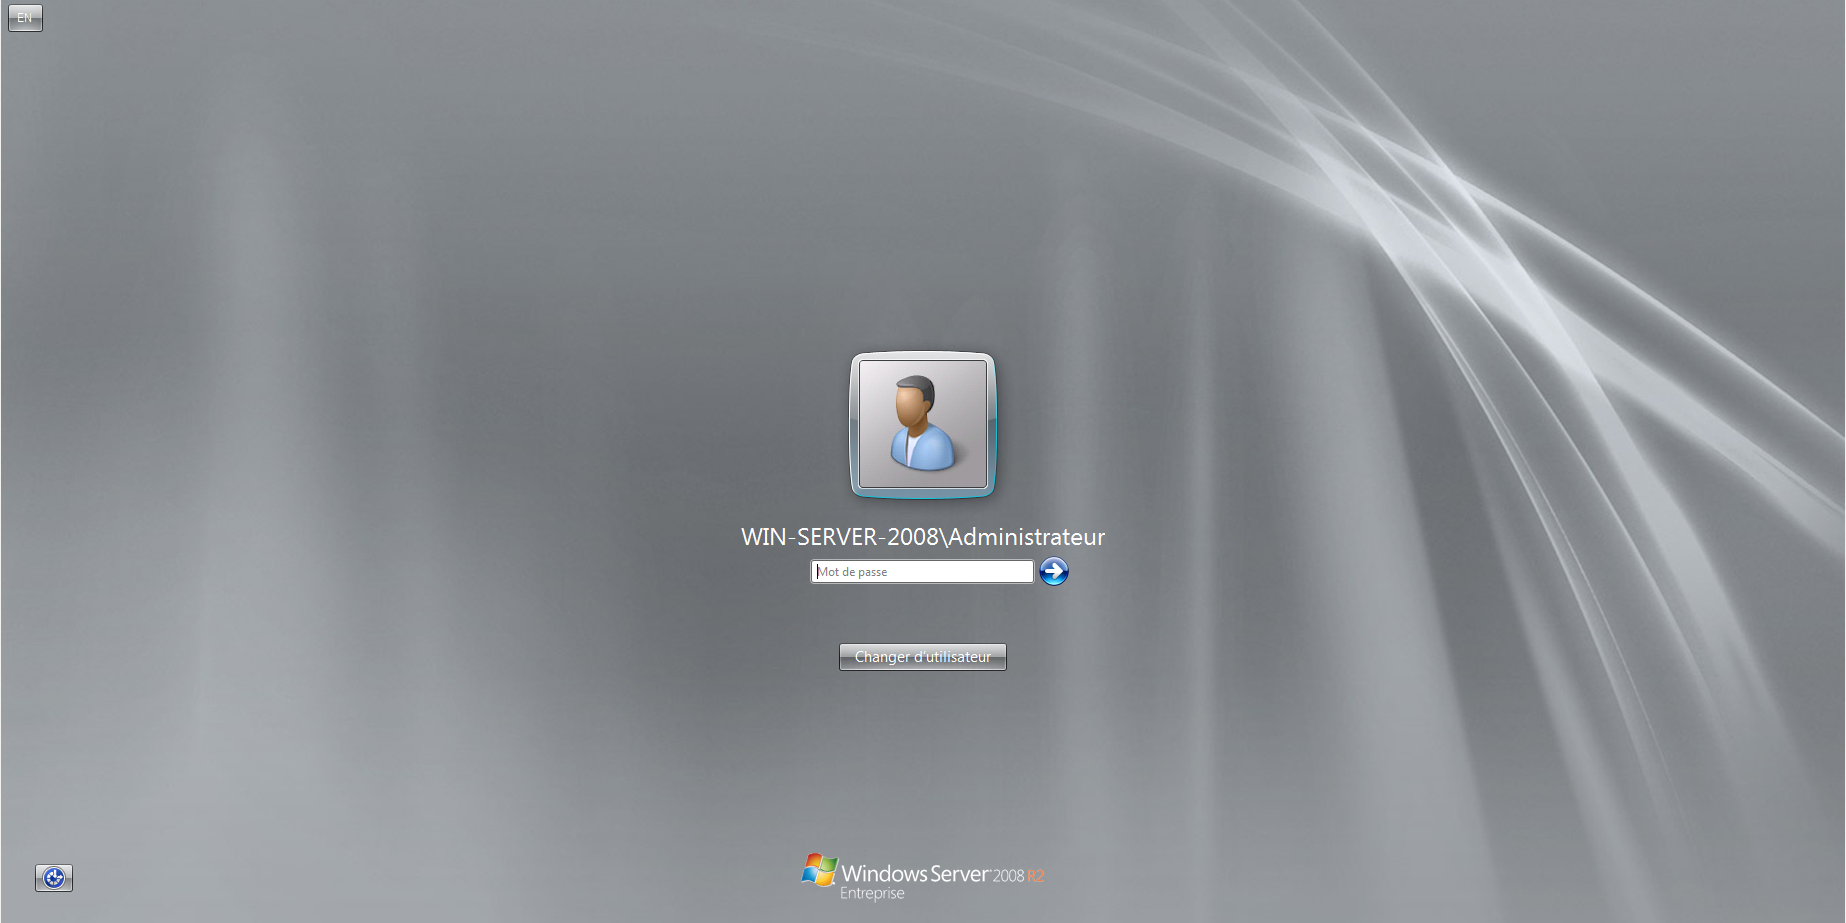 EN
WIN-SERVER-2008\Administrateur
Mot de passe
Changer d'utilisateur
Windows Server 2008 R2
Entreprise